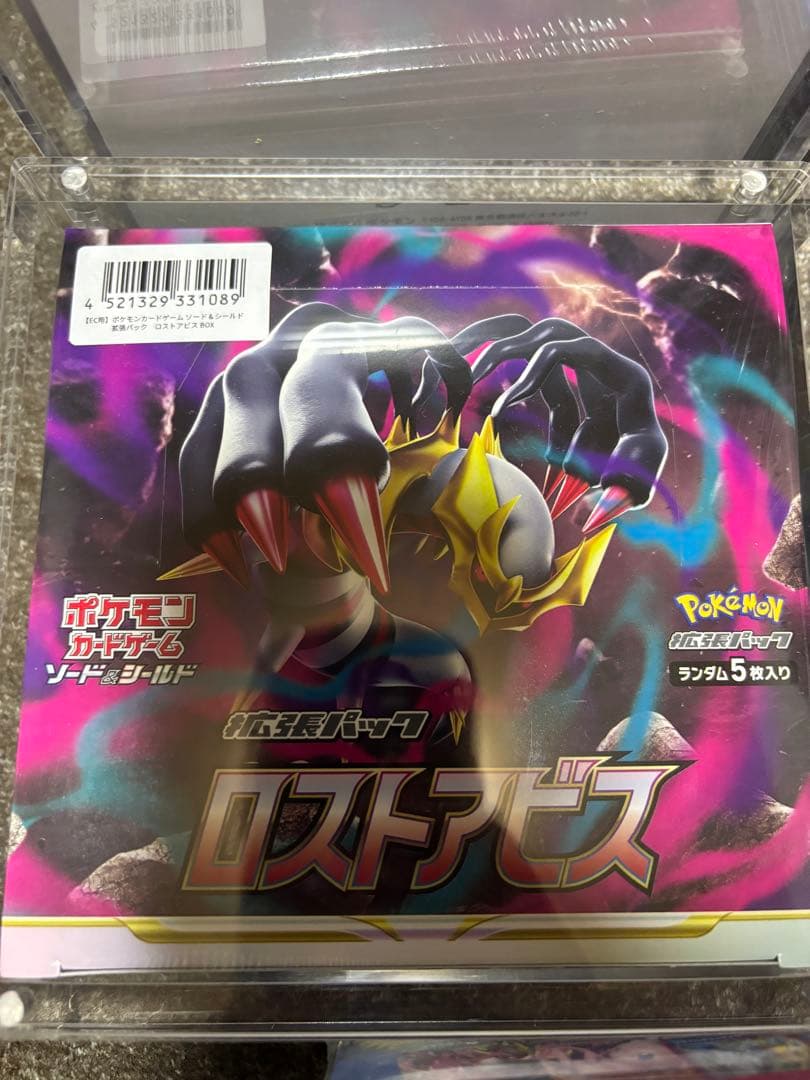 4 521329 331089
【EC用】ポケモンカードゲーム ソード＆シールド
拡張パック ロストアビス BOX
ポケモン
カードゲーム
ソード&シールド
Pokémon
拡張パック
ランダム5枚入り
拡張パック
ロストアビス